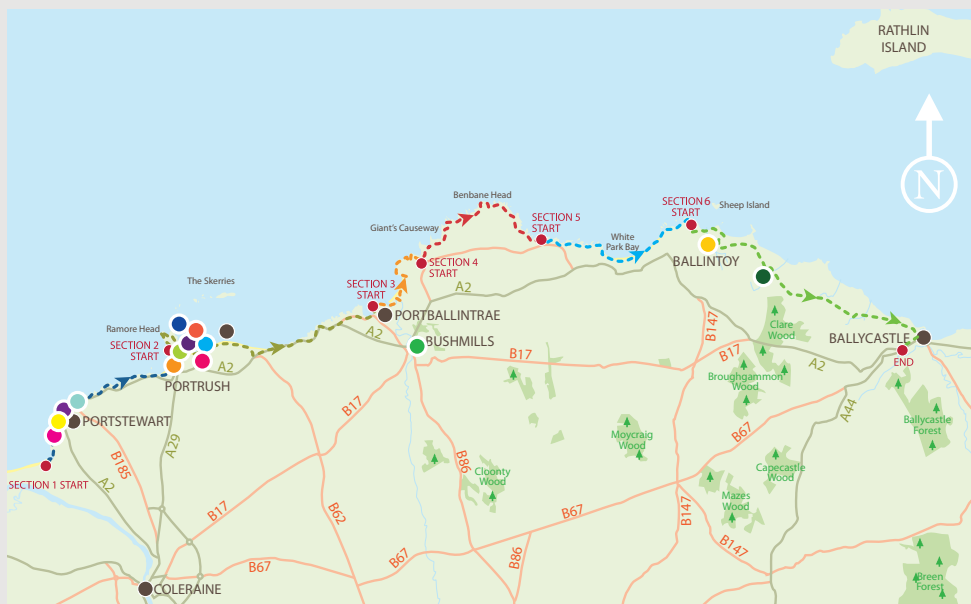 RATHLIN
ISLAND
N
Benbane Head
SECTION 6
START
Sheep Island
SECTION 5
START
Giant's Causeway
White
Park Bay
BALLINTOY
SECTION 4
START
The Skerries
SECTION 3
START
A2
PORTBALLINTRAE
Ramore Head
SECTION 2
START
A2
BUSHMILLS
B147
Clare
Wood
BALLYCASTLE
A2
PORTRUSH
B17
B17
A2
END
Broughgammon
Wood
PORTSTEWART
B17
A44
Ballycastle
Forest
A29
B185
Moycraig
Wood
B67
B86
Cloonty
Wood
Capecastle
Wood
SECTION 1 START
A2
B17
B62
B67
B147
Mazes
Wood
B67
B67
B86
B147
Breen
Forest
COLERAINE